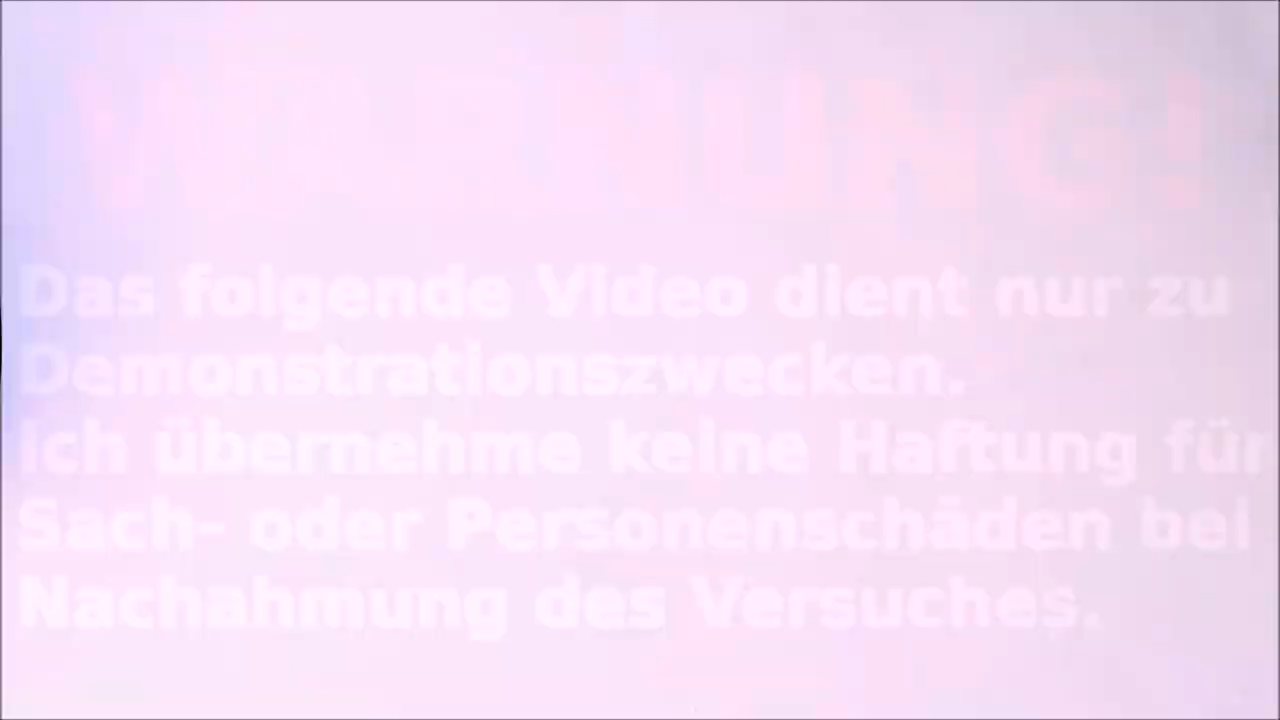 WARNUNG!
Das folgende Video dient nur zu
Demonstrationszwecken.
Ich übernehme keine Haftung für
Sach- oder Personenschäden bei
Nachahmung des Versuches.